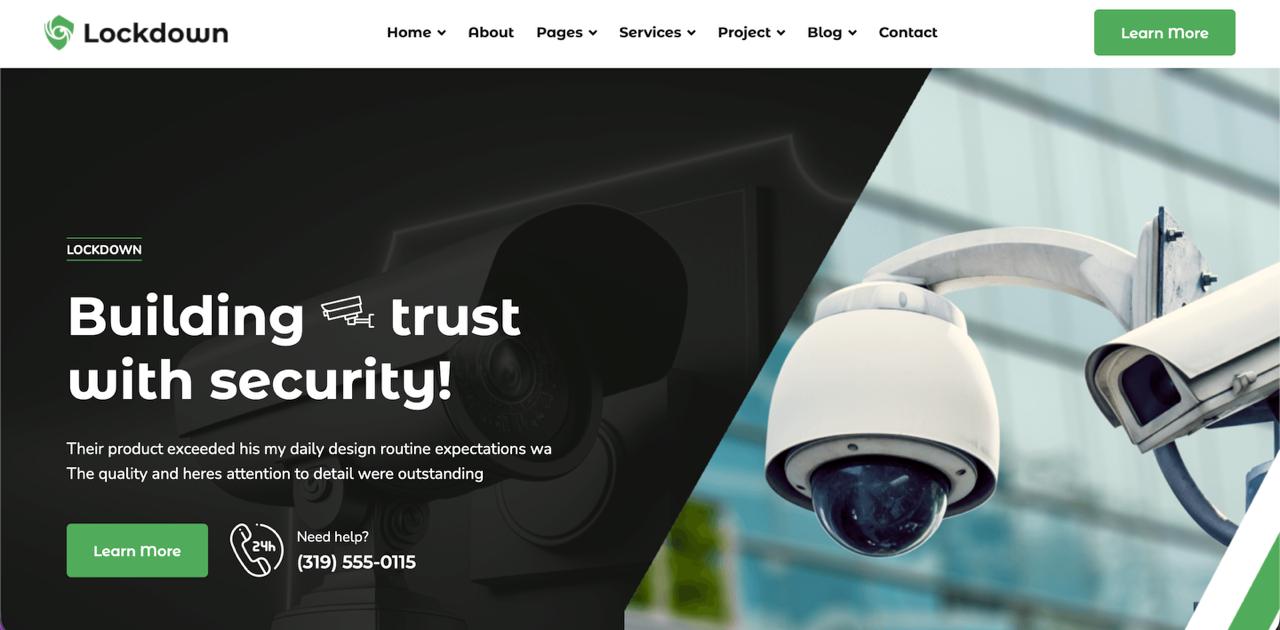 Lockdown
Home About Pages Services Project Blog Contact
Learn More
LOCKDOWN
Building trust
with security!
Their product exceeded his my daily design routine expectations wa
The quality and heres attention to detail were outstanding
Learn More
24h
Need help?
(319) 555-0115